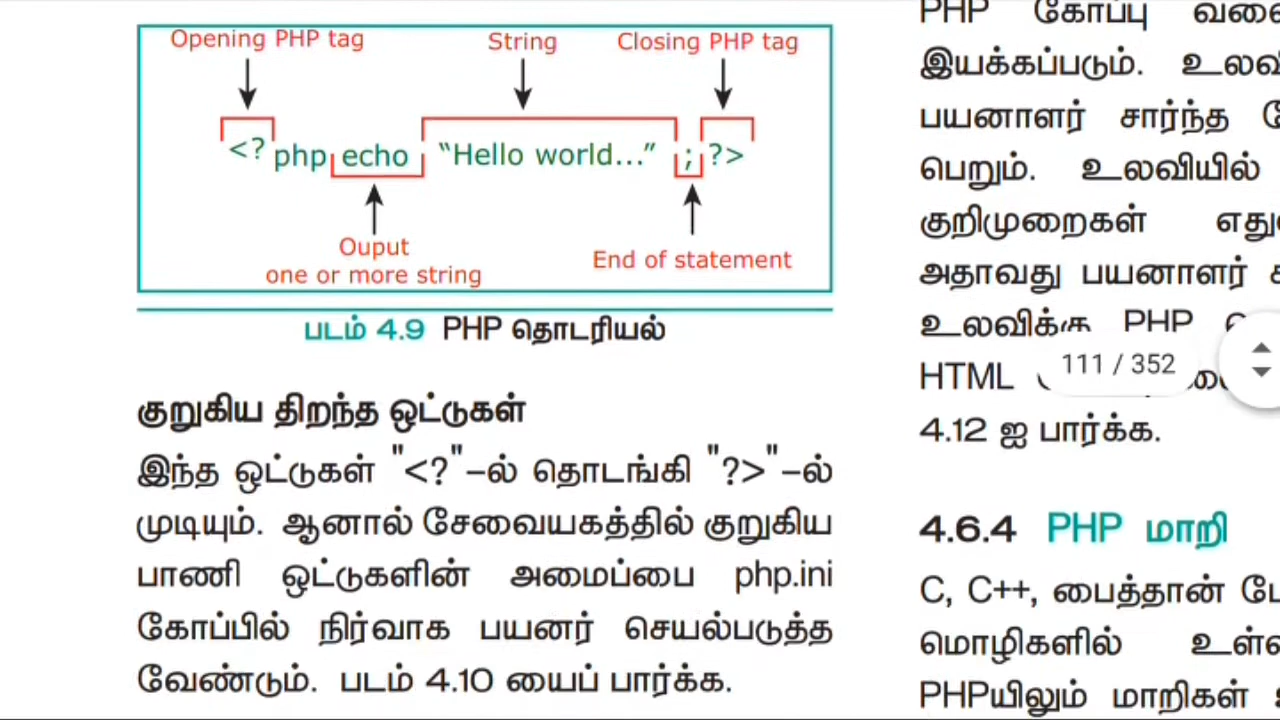 Opening PHP tag String Closing PHP tag
<? php echo “Hello world...” ; ?>
Ouput
one or more string
End of statement
படம் 4.9 PHP தொடரியல்
குறுகிய திறந்த ஒட்டுகள்
இந்த ஒட்டுகள் "<?"–ல் தொடங்கி "?>"–ல்
முடியும். ஆனால் சேவையகத்தில் குறுகிய
பாணி ஒட்டுகளின் அமைப்பை php.ini
கோப்பில் நிர்வாக பயனர் செயல்படுத்த
வேண்டும். படம் 4.10 யைப் பார்க்க.
PHP கோப்பு
இயக்கப்படும்.
பயனாளர் சார்ந்த
பெறும். உலவியில்
குறிமுறைகள்
அதாவது பயனாளர்
உலவிக்கு PHP
HTML
111 / 352
4.12 ஐ பார்க்க.
4.6.4 PHP மாறி
C, C++, பைத்தான்
மொழிகளில்
PHPயிலும் மாறிகள்